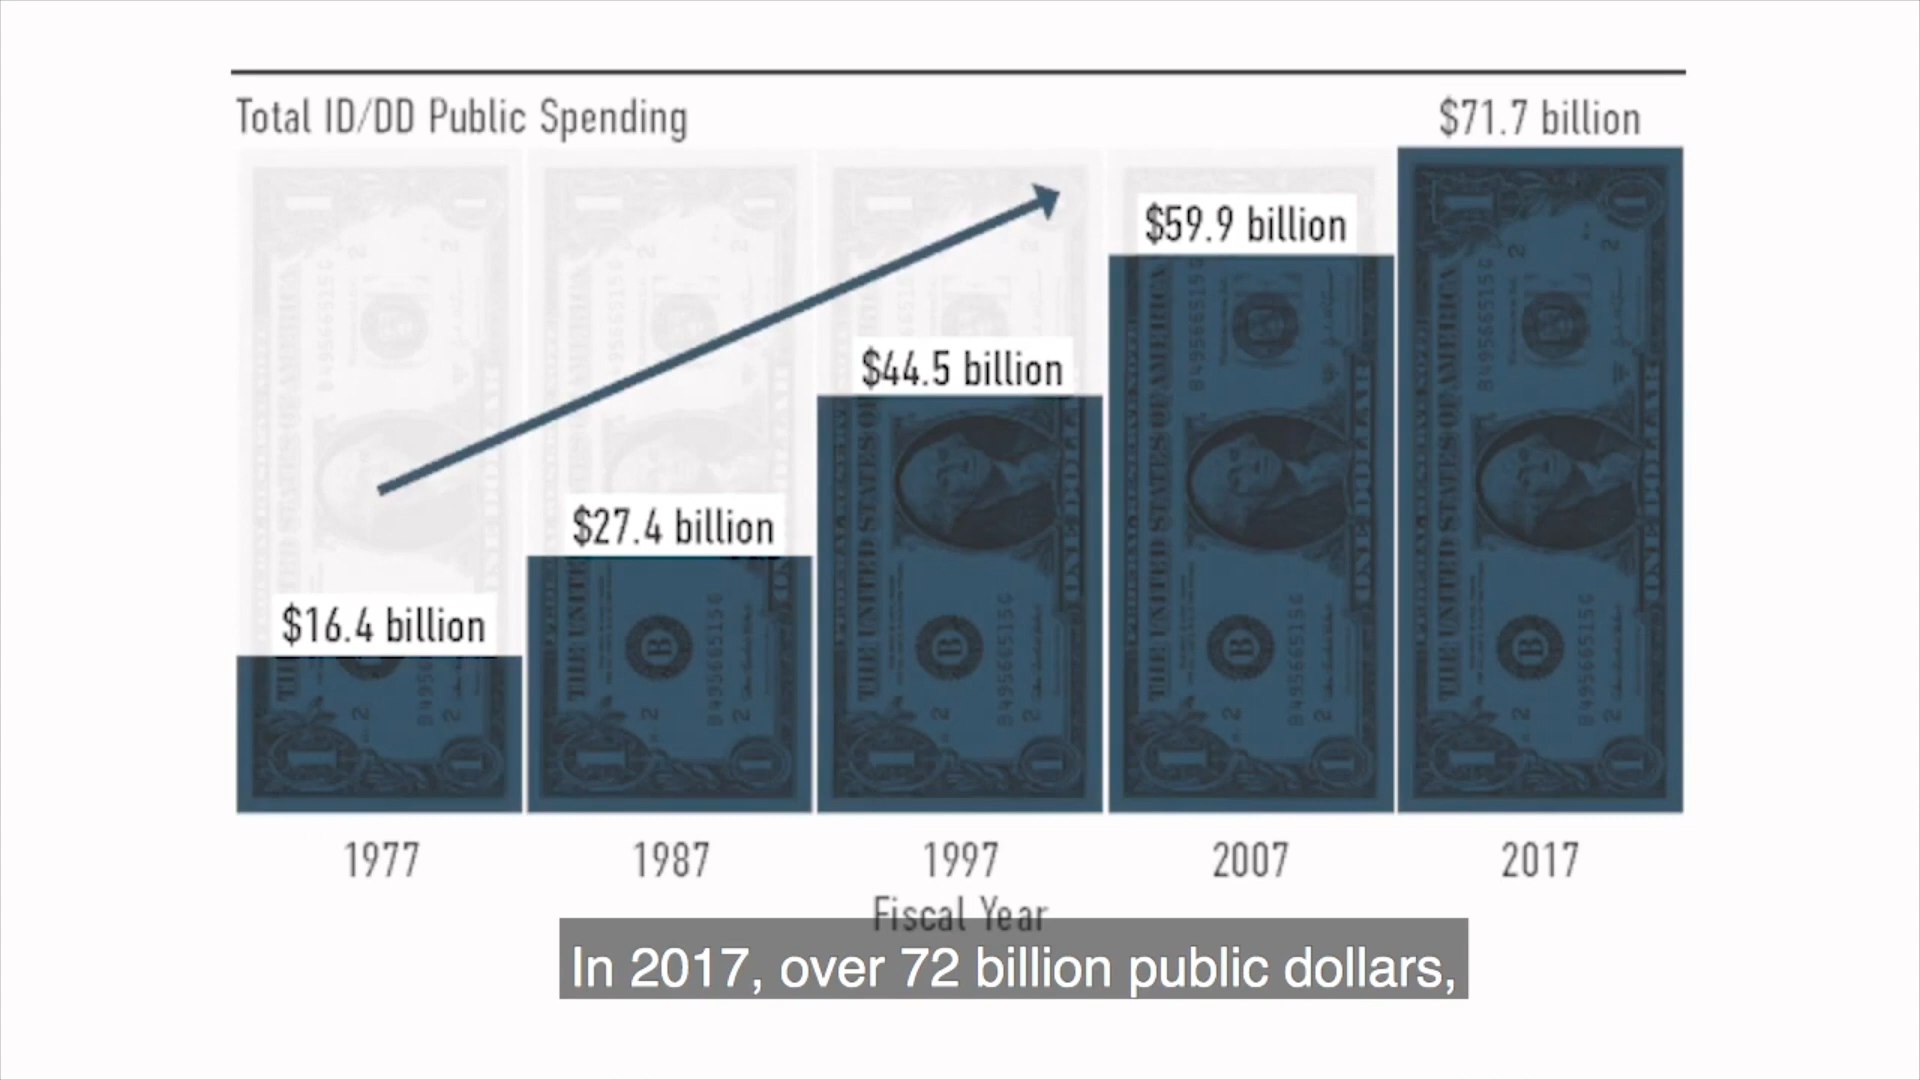 Total ID/DD Public Spending
$71.7 billion
$59.9 billion
$44.5 billion
$27.4 billion
$16.4 billion
1977 1987 1997 2007 2017
Fiscal Year
In 2017, over 72 billion public dollars,